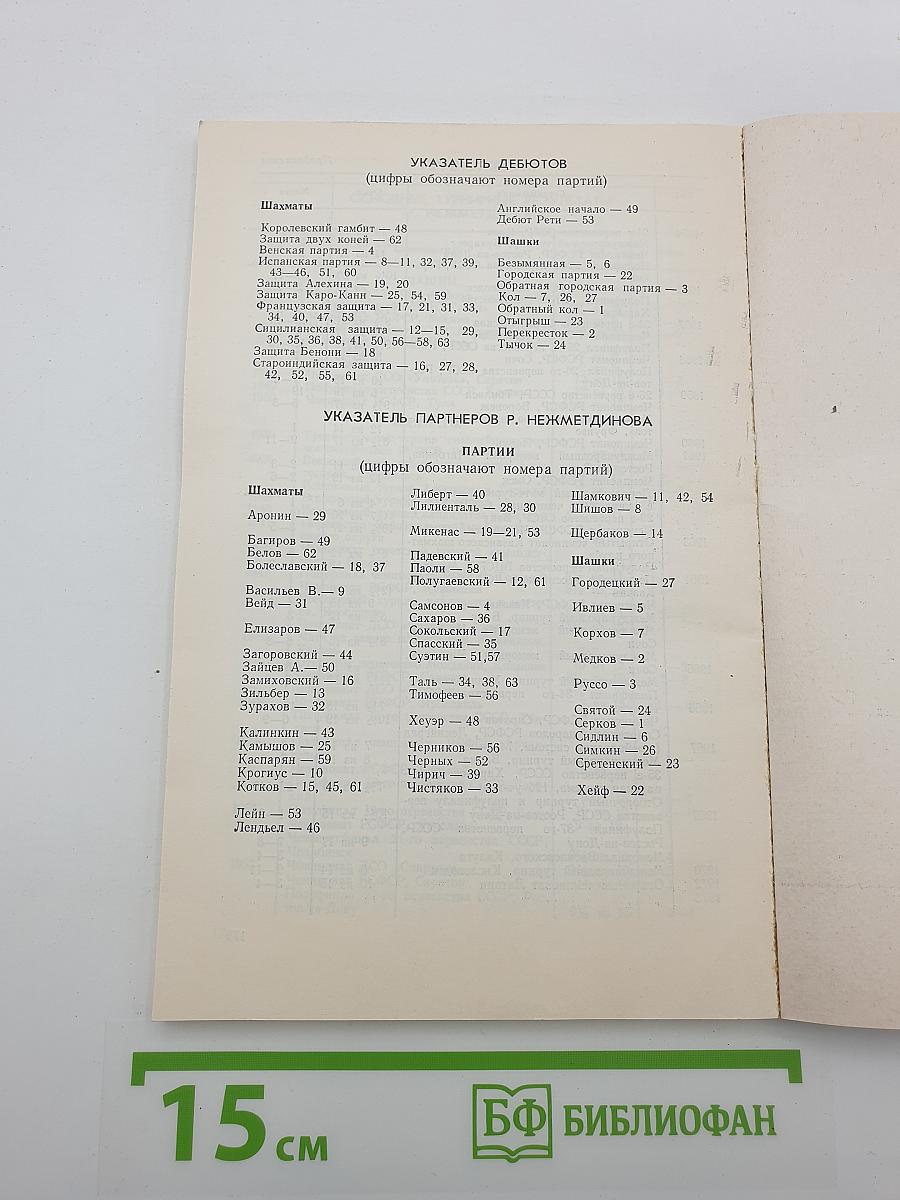 УКАЗАТЕЛЬ ДЕБЮТОВ
(цифры обозначают номера партий)
Шахматы
Королевский гамбит — 48
Защита двух коней — 62
Венская партия — 4
Испанская партия — 8—11, 32, 37, 39,
43—46, 51, 60
Защита Алехина — 19, 20
Защита Каро-Канн — 25, 54, 59
Французская защита — 17, 21, 31, 33,
34, 40, 47, 53
Сицилианская защита — 12—15, 29,
30, 35, 36, 38, 41, 50, 56—58, 63
Защита Бенони — 18
Староиндийская защита — 16, 27, 28,
42, 52, 55, 61
Английское начало — 49
Дебют Рети — 53
Шашки
Безымянная — 5, 6
Городская партия — 22
Обратная городская партия — 3
Кол — 7, 26, 27
Обратный кол — 1
Отыгрыш — 23
Перекресток — 2
Тычок — 24
УКАЗАТЕЛЬ ПАРТНЕРОВ Р. НЕЖМЕТДИНОВА
ПАРТИИ
(цифры обозначают номера партий)
Шахматы
Аронин — 29
Багиров — 49
Белов — 62
Болеславский — 18, 37
Васильев В.— 9
Вейд — 31
Елизаров — 47
Загоровский — 44
Зайцев А.— 50
Замиховский — 16
Зильбер — 13
Зурахов — 32
Калинкин — 43
Камышов — 25
Каспарян — 59
Крогиус — 10
Котков — 15, 45, 61
Лейн — 53
Лендьел — 46
Либерт — 40
Лилиенталь — 28, 30
Микенас — 19—21, 53
Падевский — 41
Паоли — 58
Полугаевский — 12, 61
Самсонов — 4
Сахаров — 36
Сокольский — 17
Спасский — 35
Суэтин — 51,57
Таль — 34, 38, 63
Тимофеев — 56
Хеуэр — 48
Черников — 56
Черных — 52
Чирич — 39
Чистяков — 33
Шамкович — 11, 42, 54
Шишов — 8
Щербаков — 14
Шашки
Городецкий — 27
Ивлиев — 5
Корхов — 7
Медков — 2
Руссо — 3
Святой — 24
Серков — 1
Сидлин — 6
Симкин — 26
Сретенский — 23
Хейф — 22
15 см
БФ БИБЛИОФАН